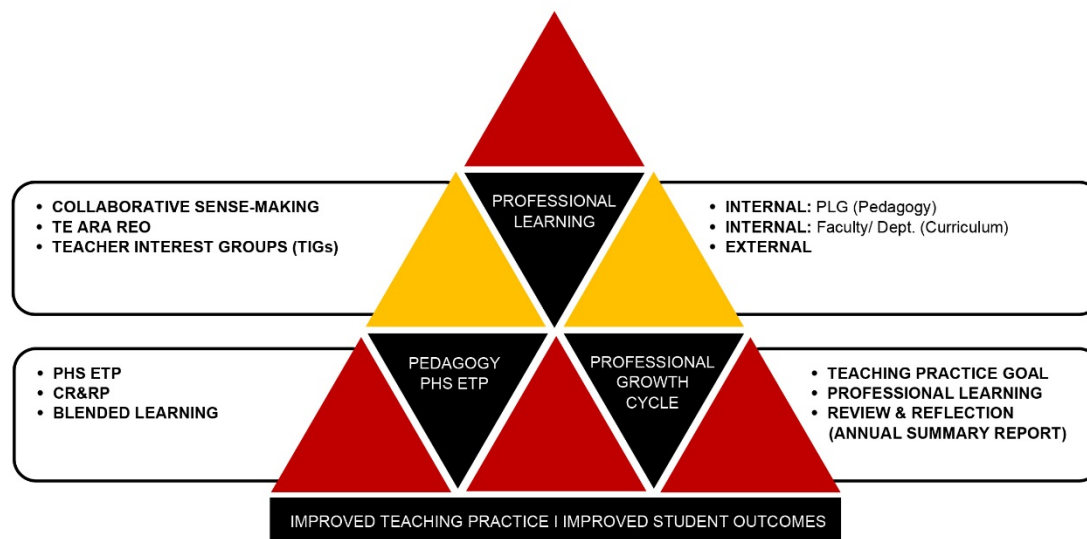 PROFESSIONAL
LEARNING
• COLLABORATIVE SENSE-MAKING
• TE ARA REO
• TEACHER INTEREST GROUPS (TIGs)
• INTERNAL: PLG (Pedagogy)
• INTERNAL: Faculty/ Dept. (Curriculum)
• EXTERNAL
PEDAGOGY
PHS ETP
PROFESSIONAL
GROWTH
CYCLE
• PHS ETP
• CR&RP
• BLENDED LEARNING
• TEACHING PRACTICE GOAL
• PROFESSIONAL LEARNING
• REVIEW & REFLECTION
(ANNUAL SUMMARY REPORT)
IMPROVED TEACHING PRACTICE I IMPROVED STUDENT OUTCOMES